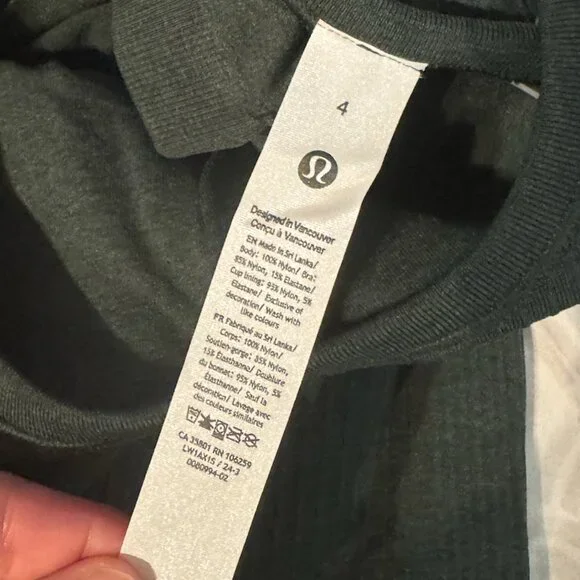 4
Designed in Vancouver
Conçu à Vancouver
EN Made in Sri Lanka/
Body: 100% Nylon/ Bra:
85% Nylon, 15% Elastane/
Cup lining: 95% Nylon, 5%
Elastane/ Exclusive of
decoration/ Wash with
like colours
FR Fabriqué au Sri Lanka/
Corps: 100% Nylon/
Soutien-gorge: 85% Nylon,
15% Élasthanne/ Doublure
du bonnet: 95% Nylon, 5%
Élasthanne/ Sauf la
décoration/ Lavage avec
des couleurs similaires
CA 35801 RN 106259
LW1AX1S / 24-3
0080994-02